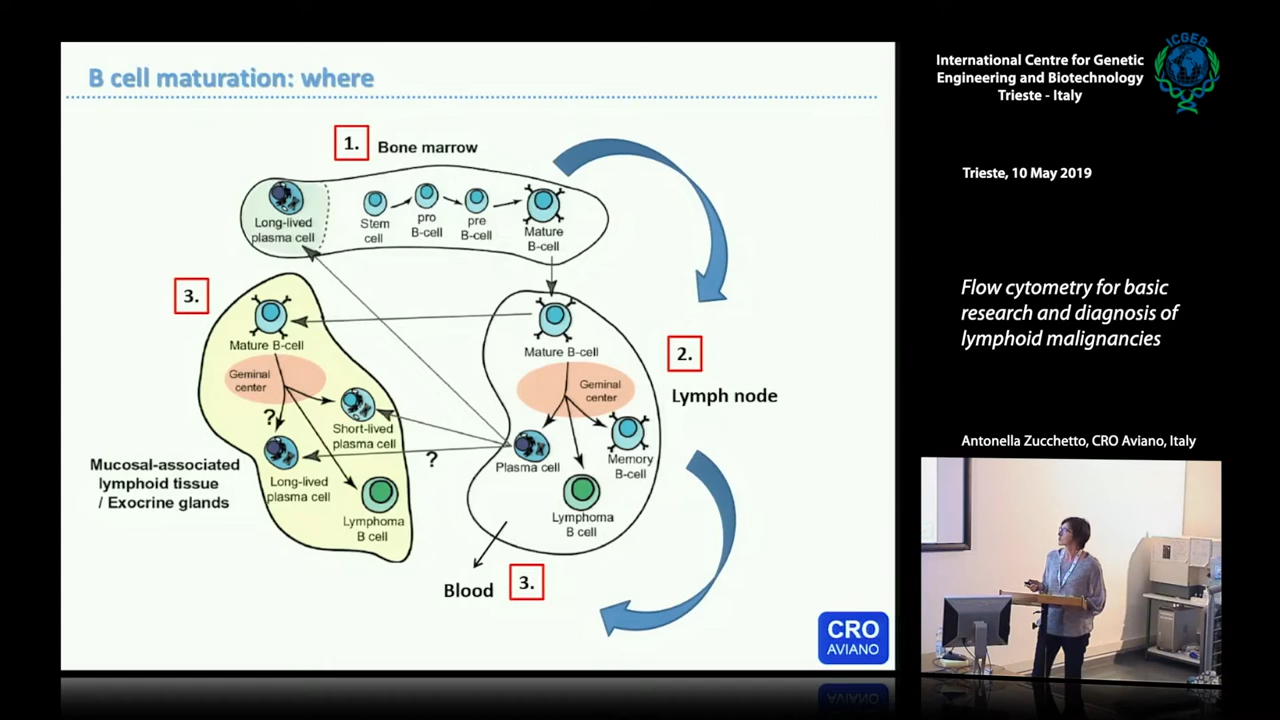 B cell maturation: where
1.
Bone marrow
Long-lived
plasma cell
Stem
cell
pro
B-cell
pre
B-cell
Mature
B-cell
3.
Mature B-cell
Geminal
center
?
Short-lived
plasma cell
Long-lived
plasma cell
Lymphoma
B cell
Mucosal-associated
lymphoid tissue
/ Exocrine glands
?
Mature B-cell
Geminal
center
Plasma cell
Memory
B-cell
Lymphoma
B cell
2.
Lymph node
Blood
3.
CRO
AVIANO
International Centre for Genetic
Engineering and Biotechnology
Trieste - Italy
ICGEB
Trieste, 10 May 2019
Flow cytometry for basic
research and diagnosis of
lymphoid malignancies
Antonella Zucchetto, CRO Aviano, Italy